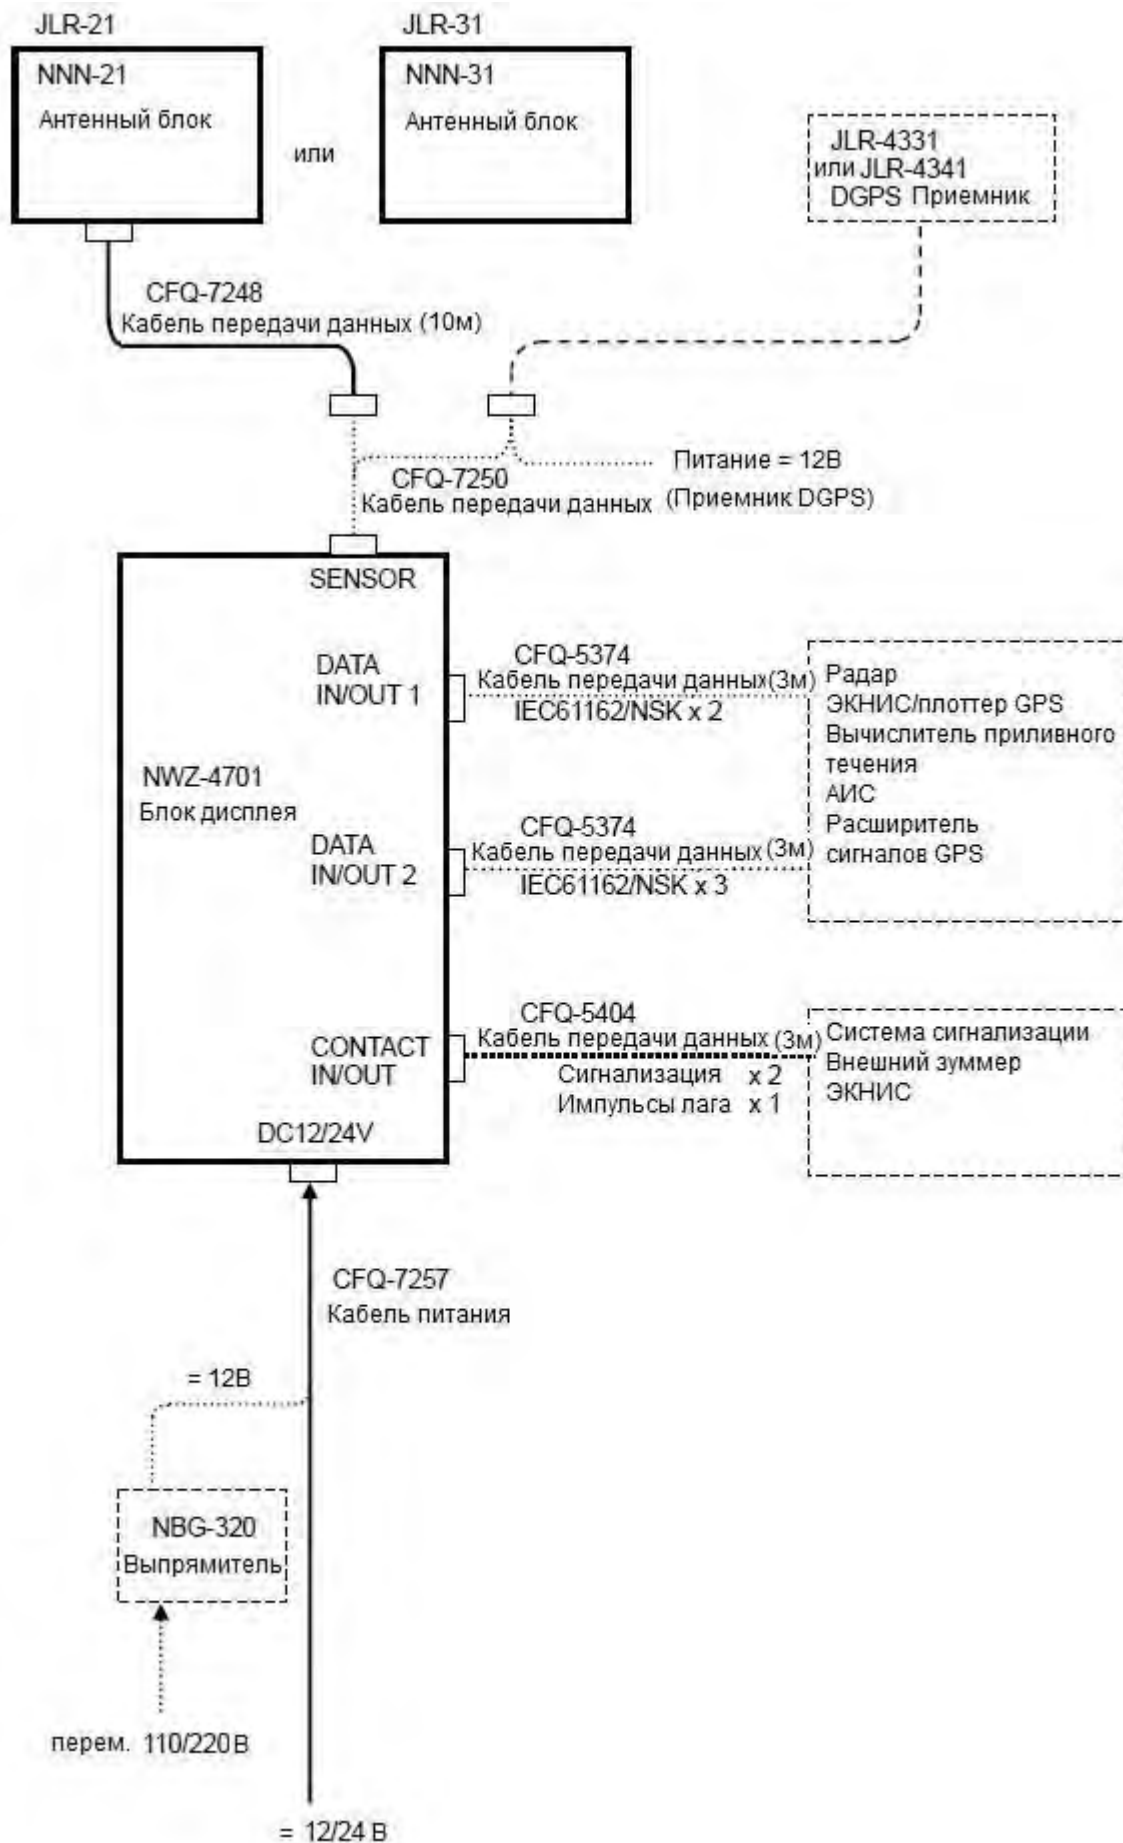 JLR-21
JLR-31
NNN-21
Антенный блок
или
NNN-31
Антенный блок
JLR-4331
или JLR-4341
DGPS Приемник
CFQ-7248
Кабель передачи данных (10м)
CFQ-7250
Кабель передачи данных
Питание = 12В
(Приемник DGPS)
SENSOR
DATA
IN/OUT 1
CFQ-5374
Кабель передачи данных(3м)
IEC61162/NSK x 2
Радар
ЭКНИС/плоттер GPS
Вычислитель приливного
течения
АИС
Расширитель
сигналов GPS
NWZ-4701
Блок дисплея
DATA
IN/OUT 2
CFQ-5374
Кабель передачи данных (3м)
IEC61162/NSK x 3
CONTACT
IN/OUT
CFQ-5404
Кабель передачи данных (3м)
Сигнализация x 2
Импульсы лага x 1
Система сигнализации
Внешний зуммер
ЭКНИС
DC12/24V
CFQ-7257
Кабель питания
= 12В
NBG-320
Выпрямитель
перем. 110/220В
= 12/24 В